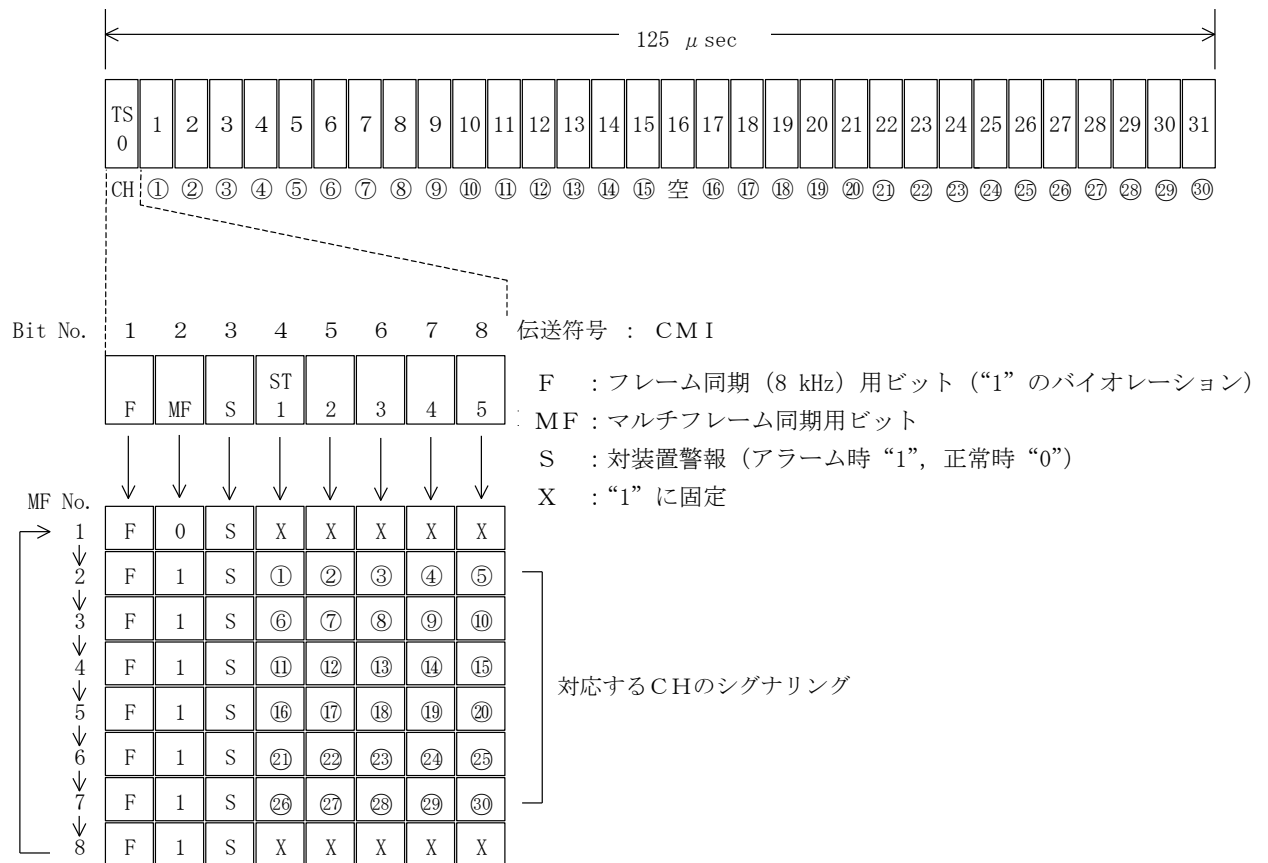 125 μsec
TS 0 1 2 3 4 5 6 7 8 9 10 11 12 13 14 15 16 17 18 19 20 21 22 23 24 25 26 27 28 29 30 31
CH ① ② ③ ④ ⑤ ⑥ ⑦ ⑧ ⑨ ⑩ ⑪ ⑫ ⑬ ⑭ ⑮ 空 ⑯ ⑰ ⑱ ⑲ ⑳ ㉑ ㉒ ㉓ ㉔ ㉕ ㉖ ㉗ ㉘ ㉙ ㉚
Bit No. 1 2 3 4 5 6 7 8
F MF S ST 1 2 3 4 5
伝送符号 : CMI
F :フレーム同期（8 kHz）用ビット（“1”のバイオレーション）
MF:マルチフレーム同期用ビット
S :対装置警報（アラーム時“1”，正常時“0”）
X :“1”に固定
MF No.
1 F 0 S X X X X X
2 F 1 S ① ② ③ ④ ⑤
3 F 1 S ⑥ ⑦ ⑧ ⑨ ⑩
4 F 1 S ⑪ ⑫ ⑬ ⑭ ⑮
5 F 1 S ⑯ ⑰ ⑱ ⑲ ⑳
6 F 1 S ㉑ ㉒ ㉓ ㉔ ㉕
7 F 1 S ㉖ ㉗ ㉘ ㉙ ㉚
8 F 1 S X X X X X
対応するCHのシグナリング